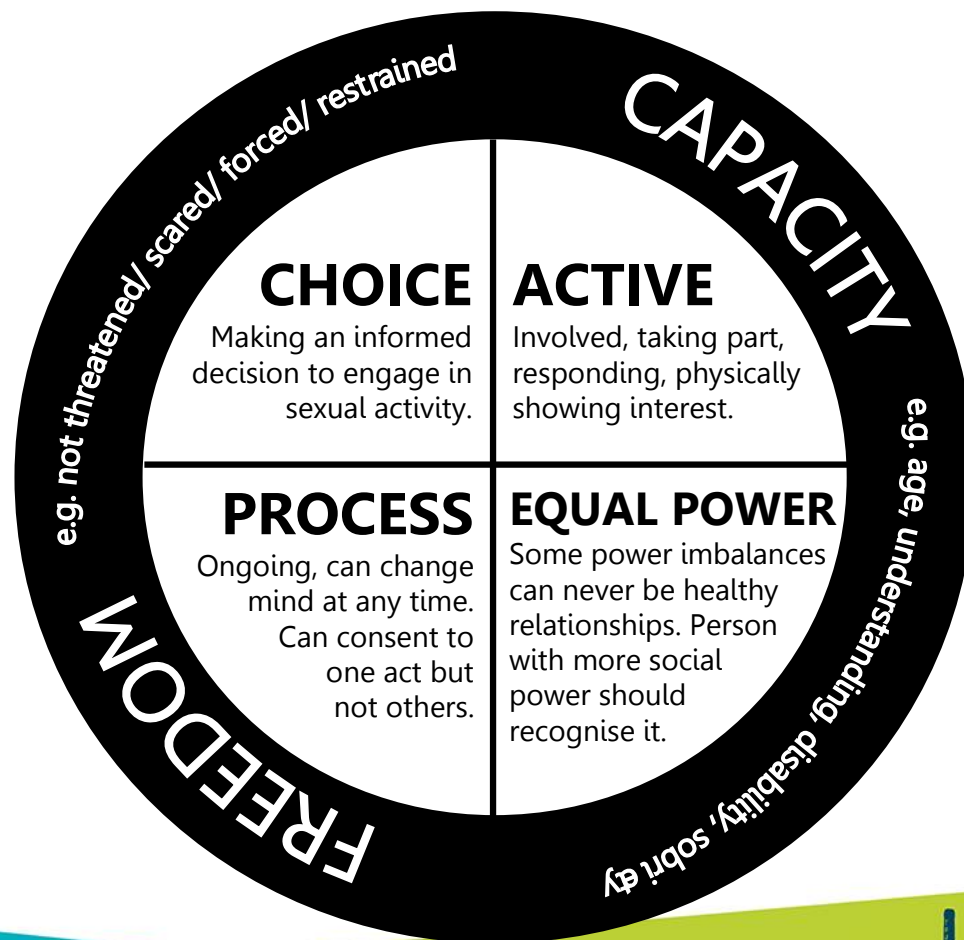 CAPACITY
e.g. age, understanding, disability, sobriety
FREEDOM
e.g. not threatened/ scared/ forced/ restrained
CHOICE
Making an informed
decision to engage in
sexual activity.
ACTIVE
Involved, taking part,
responding, physically
showing interest.
PROCESS
Ongoing, can change
mind at any time.
Can consent to
one act but
not others.
EQUAL POWER
Some power imbalances
can never be healthy
relationships. Person
with more social
power should
recognise it.